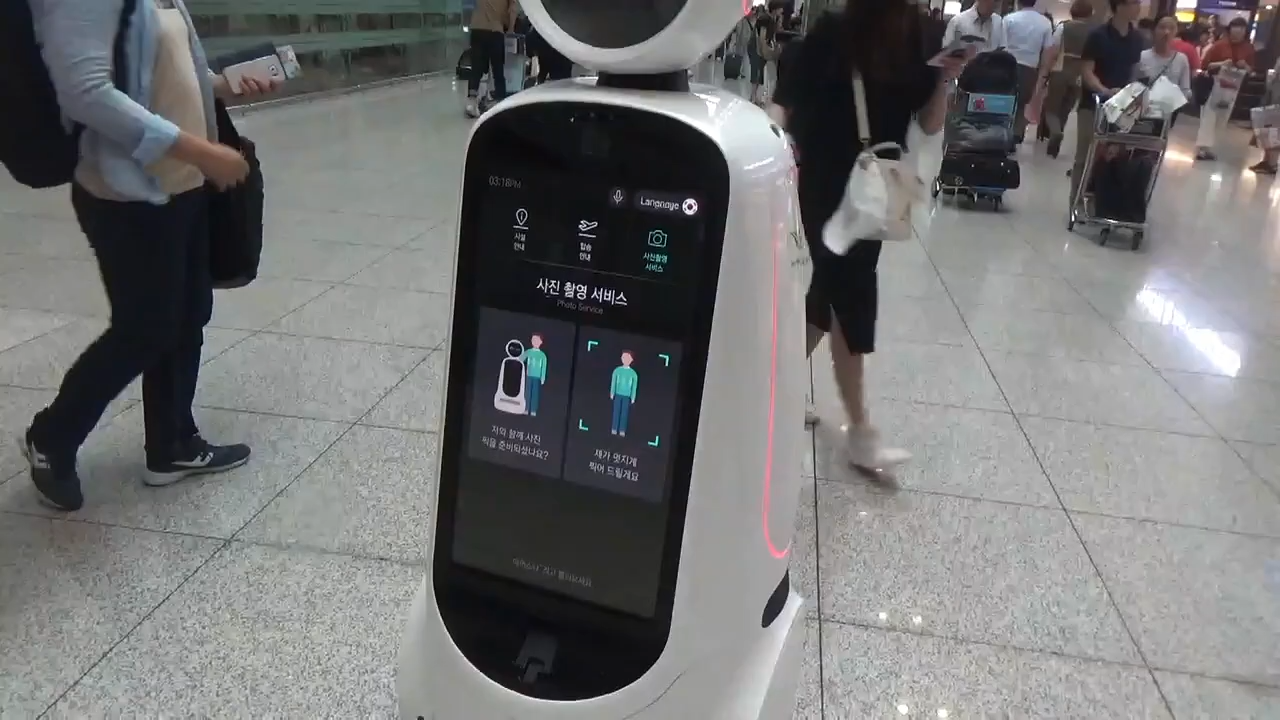 03:18PM
Language
시설
안내
탑승
안내
사진촬영
서비스
사진 촬영 서비스
Photo Service
저와 함께 사진
찍을 준비되셨나요?
제가 멋지게
찍어 드릴게요